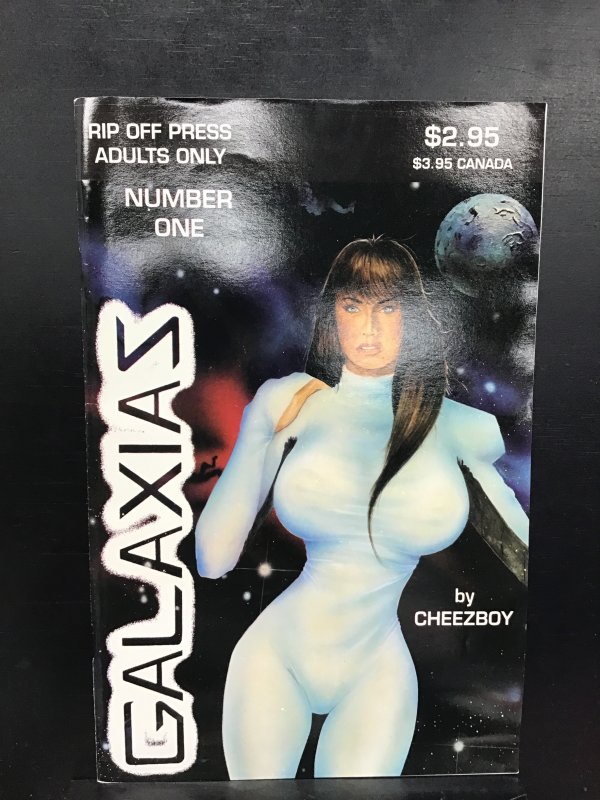 RIP OFF PRESS
ADULTS ONLY
NUMBER
ONE
$2.95
$3.95 CANADA
GALAXIAS
by
CHEEZBOY